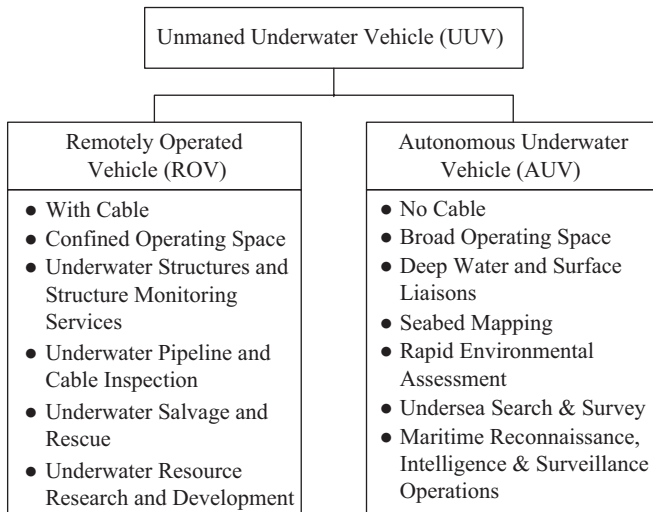 Unmaned Underwater Vehicle (UUV)
Remotely Operated
Vehicle (ROV)
● With Cable
● Confined Operating Space
● Underwater Structures and
Structure Monitoring
Services
● Underwater Pipeline and
Cable Inspection
● Underwater Salvage and
Rescue
● Underwater Resource
Research and Development
Autonomous Underwater
Vehicle (AUV)
● No Cable
● Broad Operating Space
● Deep Water and Surface
Liaisons
● Seabed Mapping
● Rapid Environmental
Assessment
● Undersea Search & Survey
● Maritime Reconnaissance,
Intelligence & Surveillance
Operations